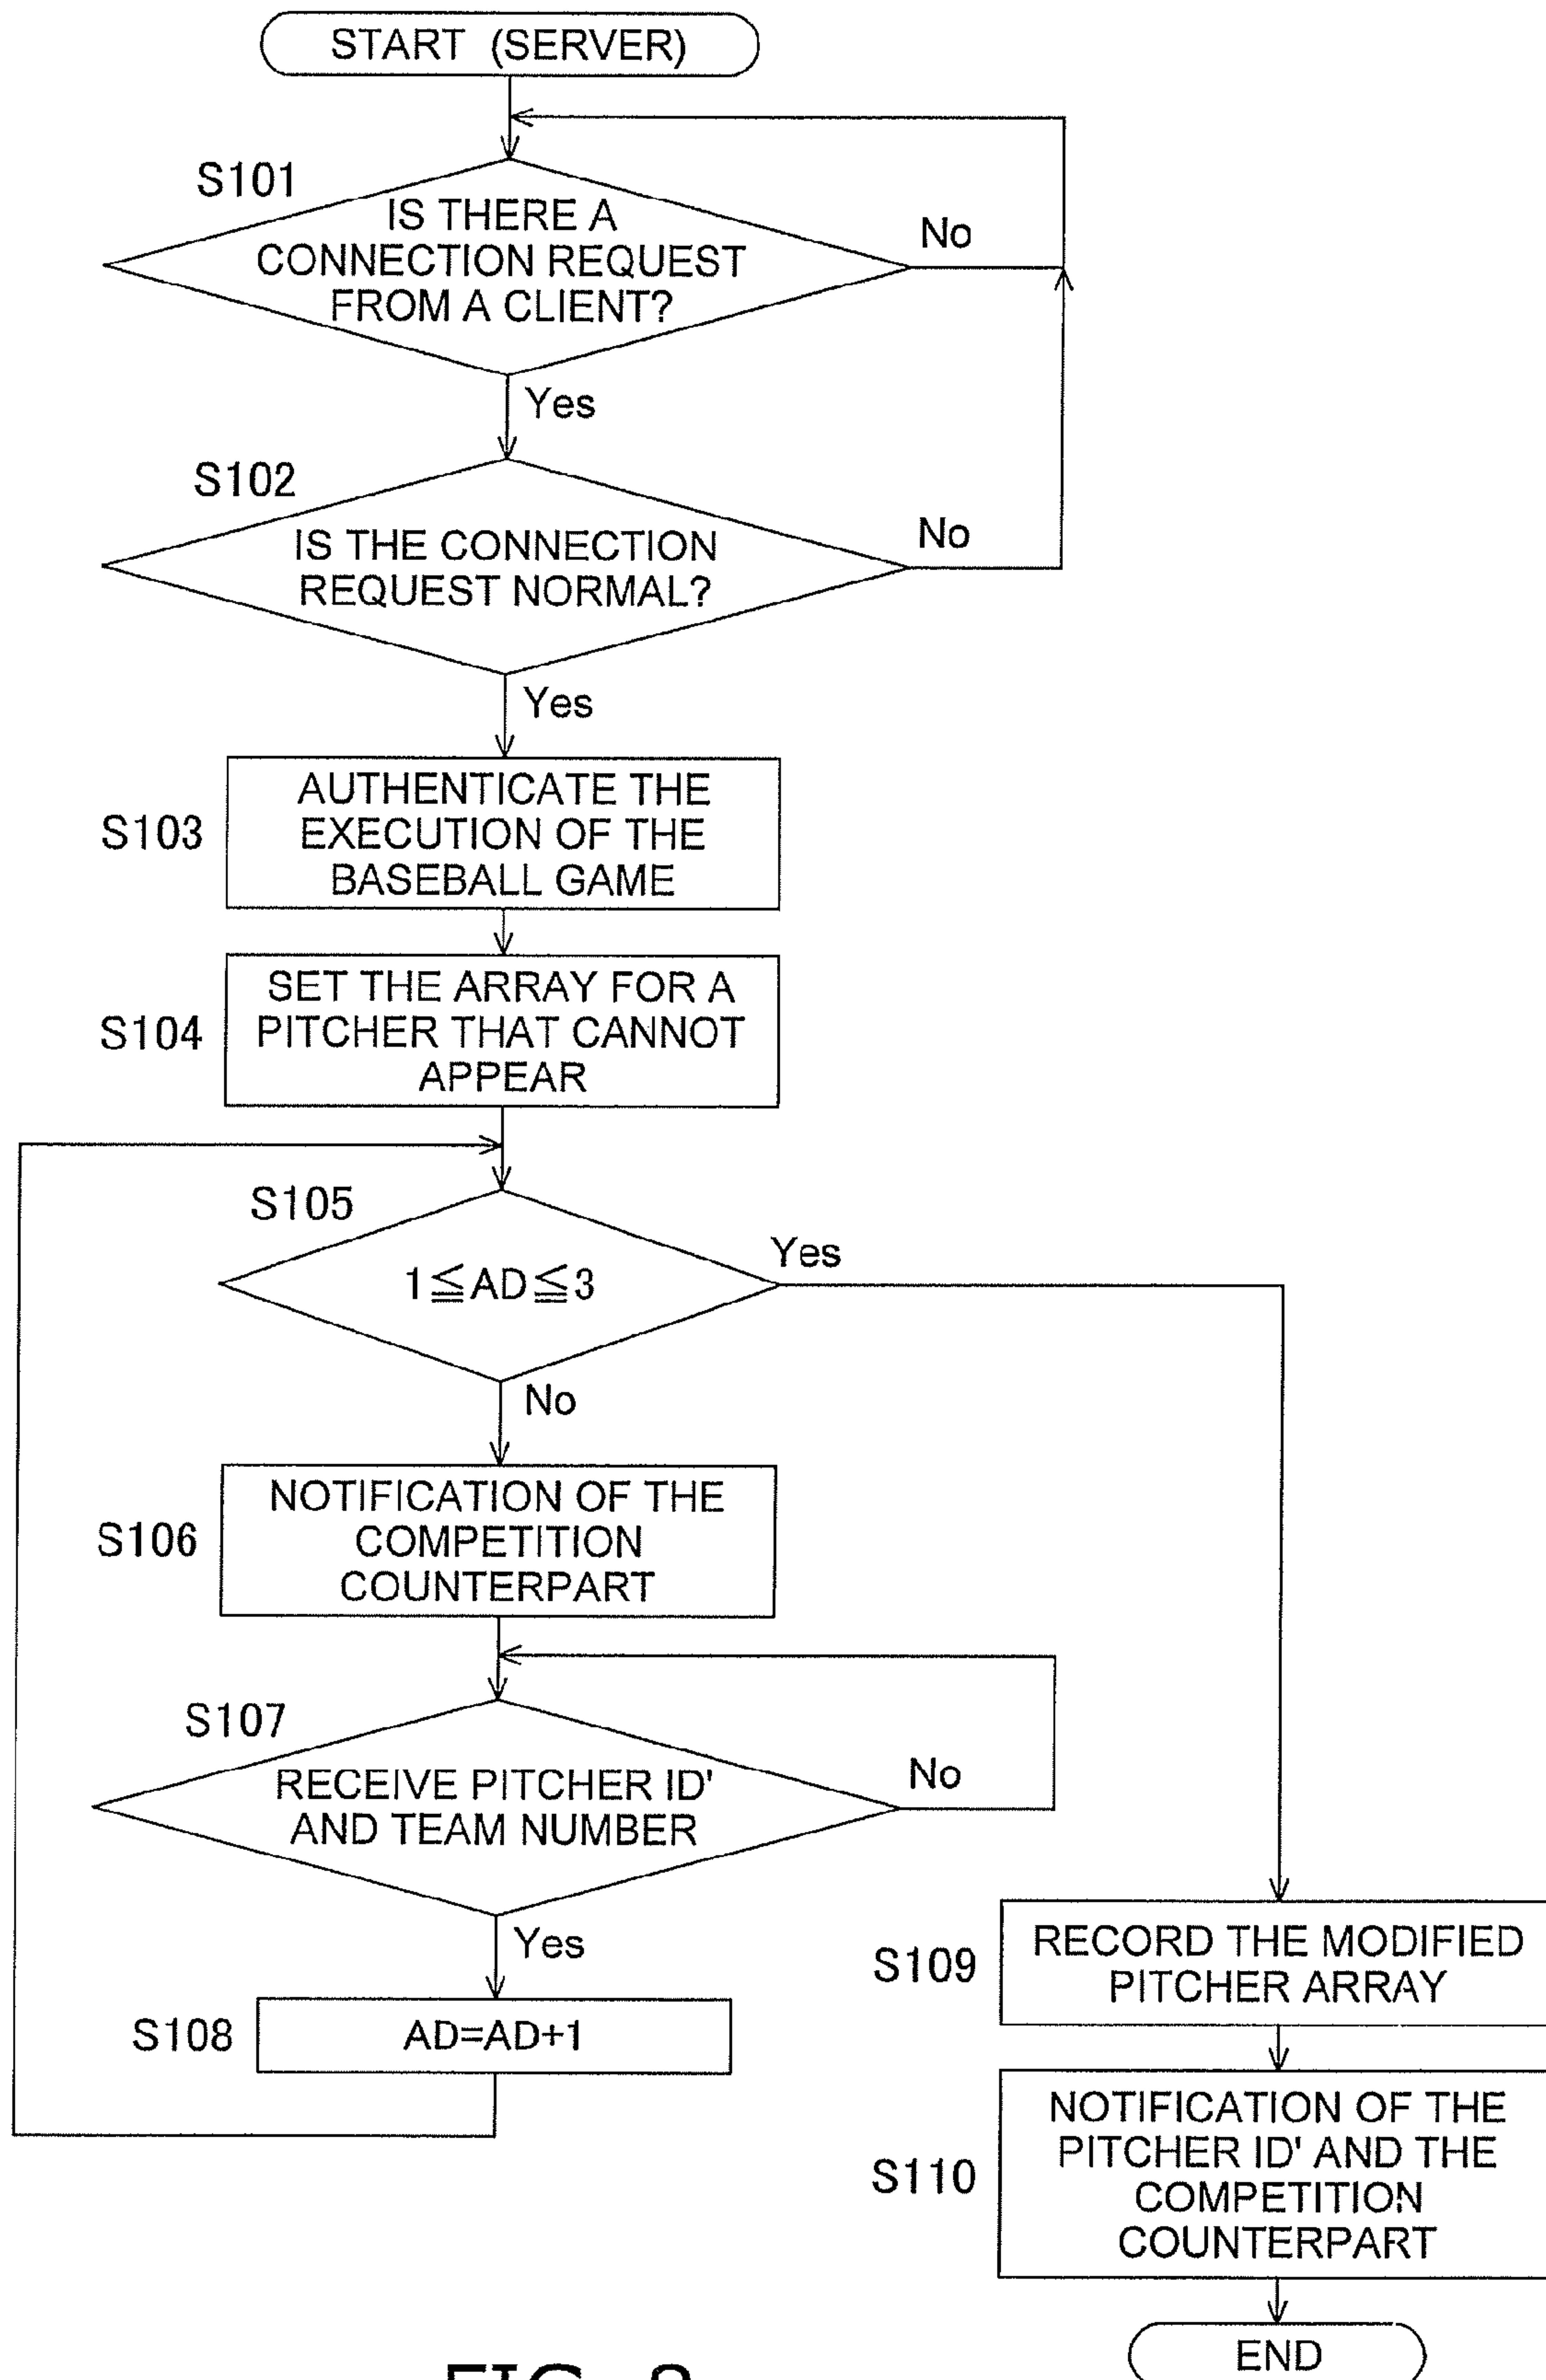 START (SERVER)
S101
IS THERE A
CONNECTION REQUEST
FROM A CLIENT?
No
Yes
S102
IS THE CONNECTION
REQUEST NORMAL?
No
Yes
S103
AUTHENTICATE THE
EXECUTION OF THE
BASEBALL GAME
S104
SET THE ARRAY FOR A
PITCHER THAT CANNOT
APPEAR
S105
1≦AD≦3
Yes
No
S106
NOTIFICATION OF THE
COMPETITION
COUNTERPART
S107
RECEIVE PITCHER ID'
AND TEAM NUMBER
No
Yes
S108
AD=AD+1
S109
RECORD THE MODIFIED
PITCHER ARRAY
S110
NOTIFICATION OF THE
PITCHER ID' AND THE
COMPETITION
COUNTERPART
END